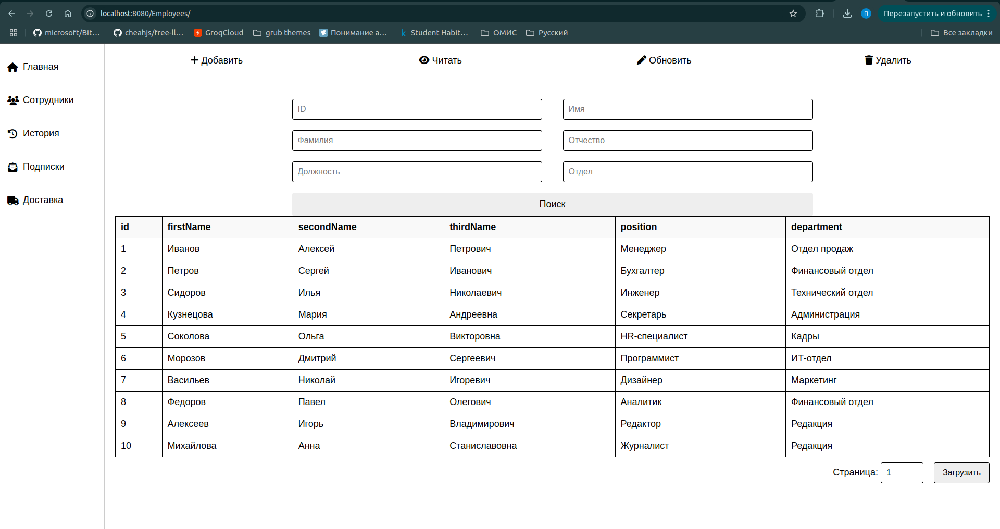 localhost:8080/Employees/
П
Перезапустить и обновить
microsoft/Bit...
cheahjs/free-ll...
GroqCloud
grub themes
Понимание а...
k Student Habit...
ОМИС
Русский
Все закладки
Главная
Сотрудники
История
Подписки
Доставка
Добавить Читать Обновить Удалить
ID Имя
Фамилия Отчество
Должность Отдел
Поиск
id firstName secondName thirdName position department
1 Иванов Алексей Петрович Менеджер Отдел продаж
2 Петров Сергей Иванович Бухгалтер Финансовый отдел
3 Сидоров Илья Николаевич Инженер Технический отдел
4 Кузнецова Мария Андреевна Секретарь Администрация
5 Соколова Ольга Викторовна HR-специалист Кадры
6 Морозов Дмитрий Сергеевич Программист ИТ-отдел
7 Васильев Николай Игоревич Дизайнер Маркетинг
8 Федоров Павел Олегович Аналитик Финансовый отдел
9 Алексеев Игорь Владимирович Редактор Редакция
10 Михайлова Анна Станиславовна Журналист Редакция
Страница: 1 Загрузить